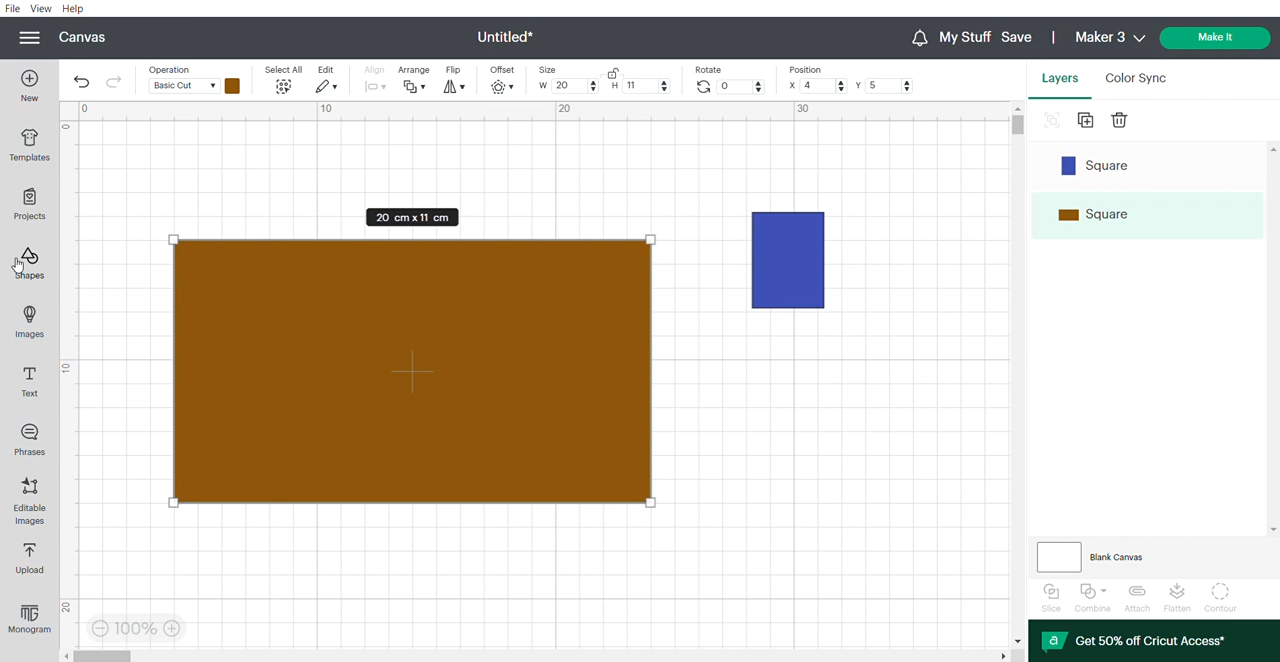 File View Help
Canvas Untitled* My Stuff Save | Maker 3 Make It
New
Templates
Projects
Shapes
Images
Text
Phrases
Editable
Images
Upload
Monogram
Operation Select All Edit Align Arrange Flip Offset Size Rotate Position
Basic Cut W 20 H 11 0 X 4 Y 5
0 10 20 30
0
10
20
20 cm x 11 cm
100%
Layers Color Sync
Square
Square
Blank Canvas
Slice Combine Attach Flatten Contour
a Get 50% off Cricut Access*